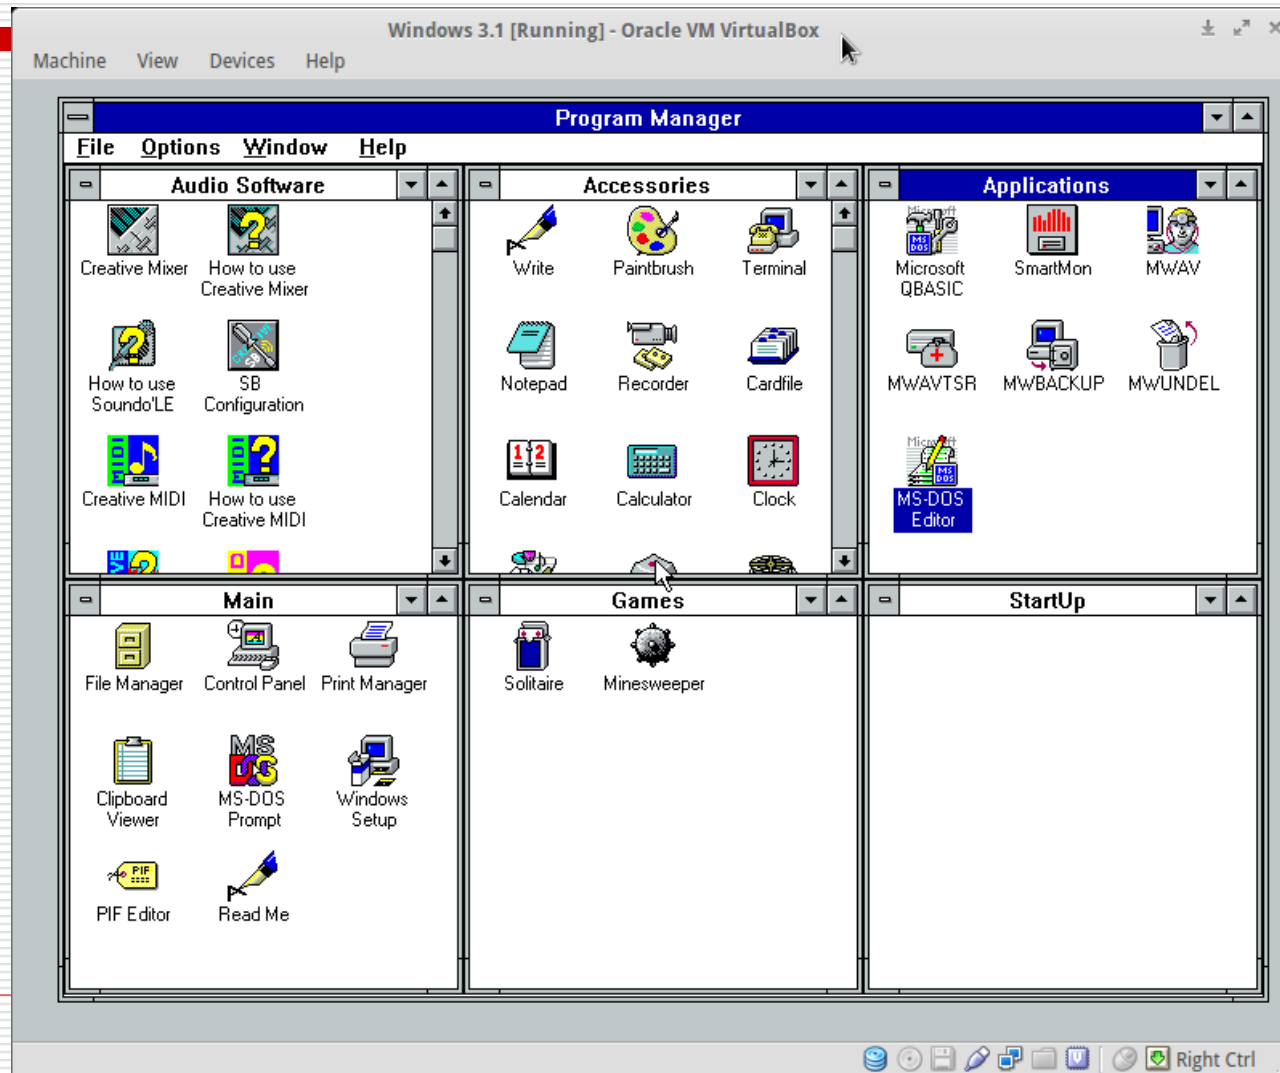 Windows 3.1 [Running] - Oracle VM VirtualBox
Machine View Devices Help
Program Manager
File Options Window Help
Audio Software
Creative Mixer
How to use
Creative Mixer
How to use
Soundo'LE
SB
Configuration
Creative MIDI
How to use
Creative MIDI
Accessories
Write
Paintbrush
Terminal
Notepad
Recorder
Cardfile
Calendar
Calculator
Clock
Applications
Microsoft
QBASIC
SmartMon
MWAV
MWAVTSR
MWBACKUP
MWUNDEL
MS-DOS
Editor
Main
File Manager
Control Panel
Print Manager
Clipboard
Viewer
MS-DOS
Prompt
Windows
Setup
PIF Editor
Read Me
Games
Solitaire
Minesweeper
StartUp
Right Ctrl